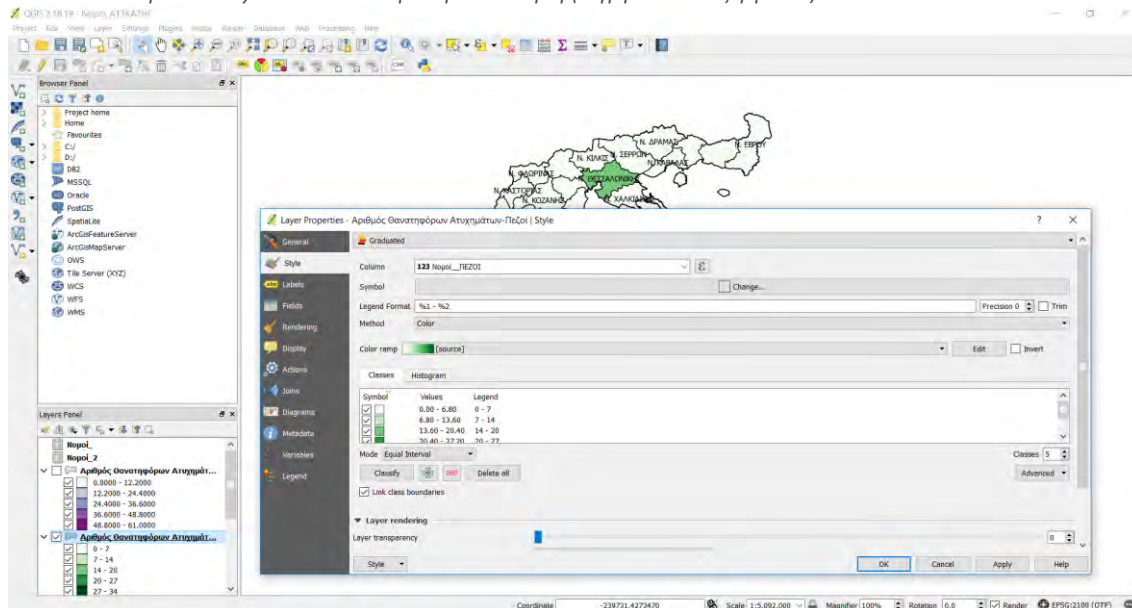 QGIS 2.18.19 - Νομοί_ΑΤΤΚΑΤΗΓ
Project Edit View Layer Settings Plugins Vector Raster Database Web Processing Help
Browser Panel
Project home
Home
Favourites
C:/
D:/
DB2
MSSQL
Oracle
PostGIS
SpatiaLite
ArcGisFeatureServer
ArcGisMapServer
OWS
Tile Server (XYZ)
WCS
WFS
WMS
Ν. ΔΡΑΜΑΣ
Ν. ΕΒΡΟΥ
Ν. ΚΙΛΚΙΣ
Ν. ΣΕΡΡΩΝ
Ν. ΚΑΒΑΛΑΣ
Ν. ΦΛΩΡΙΝΑΣ
Ν. ΘΕΣΣΑΛΟΝΙΚΗΣ
Ν. ΚΑΣΤΟΡΙΑΣ
Ν. ΚΟΖΑΝΗΣ
Layer Properties - Αριθμός Θανατηφόρων Ατυχημάτων-Πεζοί | Style
General
Style
Labels
Fields
Rendering
Display
Actions
Joins
Diagrams
Metadata
Variables
Legend
Graduated
Column 123 Νομοί__ΠΕΖΟΙ
Symbol Change...
Legend Format %1 - %2 Precision 0 Trim
Method Color
Color ramp [source] Edit Invert
Classes Histogram
Symbol Values Legend
0.00 - 6.80 0 - 7
6.80 - 13.60 7 - 14
13.60 - 20.40 14 - 20
20.40 - 27.20 20 - 27
Mode Equal Interval Classes 5
Classify Delete all Advanced
Link class boundaries
Layer rendering
Layer transparency 0
Style OK Cancel Apply Help
Layers Panel
Νομοί_
Νομοί_2
Αριθμός Θανατηφόρων Ατυχημάτ...
0.0000 - 12.2000
12.2000 - 24.4000
24.4000 - 36.6000
36.6000 - 48.8000
48.8000 - 61.0000
Αριθμός Θανατηφόρων Ατυχημάτ...
0 - 7
7 - 14
14 - 20
20 - 27
27 - 34
Coordinate -239731,4273470 Scale 1:5.092.000 Magnifier 100% Rotation 0,0 Render EPSG:2100 (OTF)